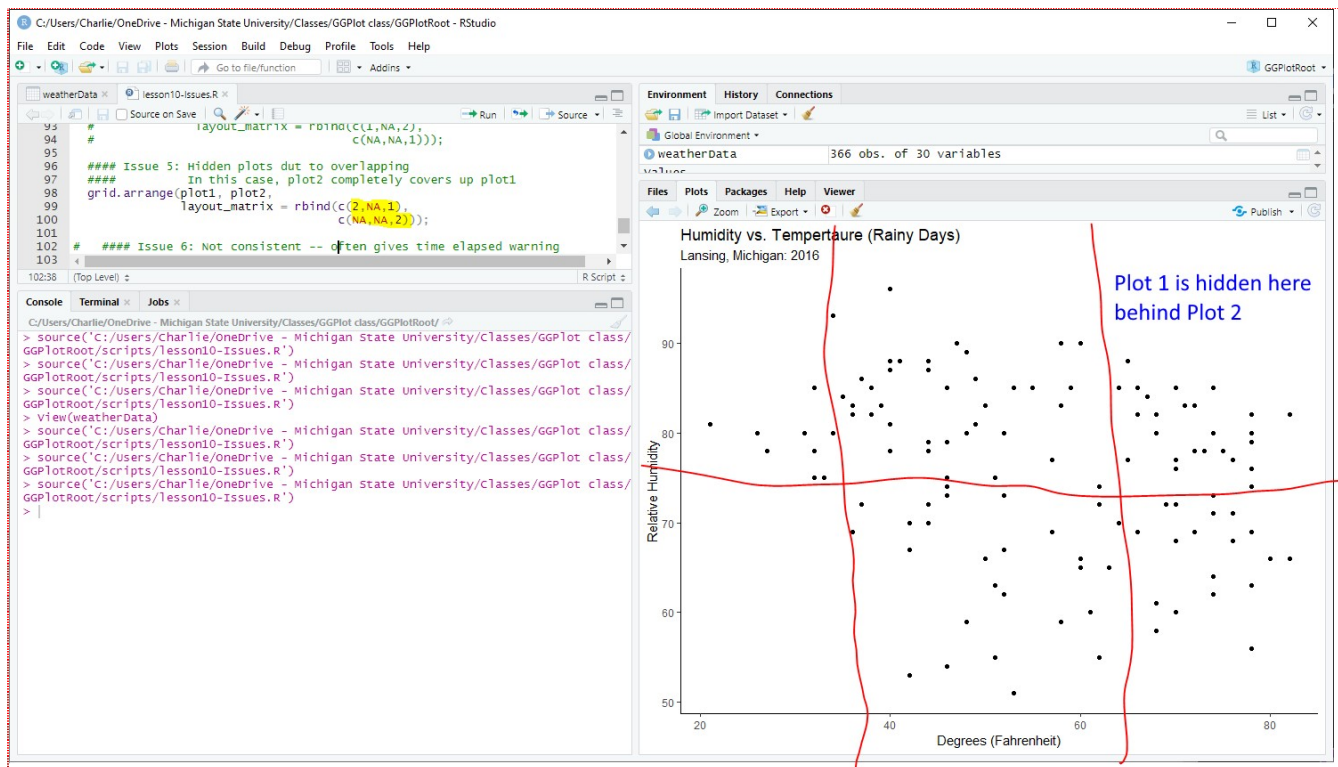 C:/Users/Charlie/OneDrive - Michigan State University/Classes/GGPlot class/GGPlotRoot - RStudio
File Edit Code View Plots Session Build Debug Profile Tools Help
Go to file/function Addins GGPlotRoot
weatherData lesson10-Issues.R
Source on Save Run Source
93 # layout_matrix = rbind(c(1,NA,2),
94 # c(NA,NA,1)));
95
96 #### Issue 5: Hidden plots dut to overlapping
97 #### In this case, plot2 completely covers up plot1
98 grid.arrange(plot1, plot2,
99 layout_matrix = rbind(c(2,NA,1),
100 c(NA,NA,2)));
101
102 # #### Issue 6: Not consistent -- often gives time elapsed warning
103
102:38 (Top Level) R Script
Console Terminal Jobs
C:/Users/Charlie/OneDrive - Michigan State University/Classes/GGPlot class/GGPlotRoot/
> source('C:/Users/Charlie/OneDrive - Michigan State University/Classes/GGPlot class/
GGPlotRoot/scripts/lesson10-Issues.R')
> source('C:/Users/Charlie/OneDrive - Michigan State University/Classes/GGPlot class/
GGPlotRoot/scripts/lesson10-Issues.R')
> source('C:/Users/Charlie/OneDrive - Michigan State University/Classes/GGPlot class/
GGPlotRoot/scripts/lesson10-Issues.R')
> View(weatherData)
> source('C:/Users/Charlie/OneDrive - Michigan State University/Classes/GGPlot class/
GGPlotRoot/scripts/lesson10-Issues.R')
> source('C:/Users/Charlie/OneDrive - Michigan State University/Classes/GGPlot class/
GGPlotRoot/scripts/lesson10-Issues.R')
> source('C:/Users/Charlie/OneDrive - Michigan State University/Classes/GGPlot class/
GGPlotRoot/scripts/lesson10-Issues.R')
>
Environment History Connections
Import Dataset List
Global Environment
weatherData 366 obs. of 30 variables
Values
Files Plots Packages Help Viewer
Zoom Export Publish
Humidity vs. Tempertaure (Rainy Days)
Lansing, Michigan: 2016
Plot 1 is hidden here
behind Plot 2
90
80
70
60
50
Relative Humidity
20 40 60 80
Degrees (Fahrenheit)